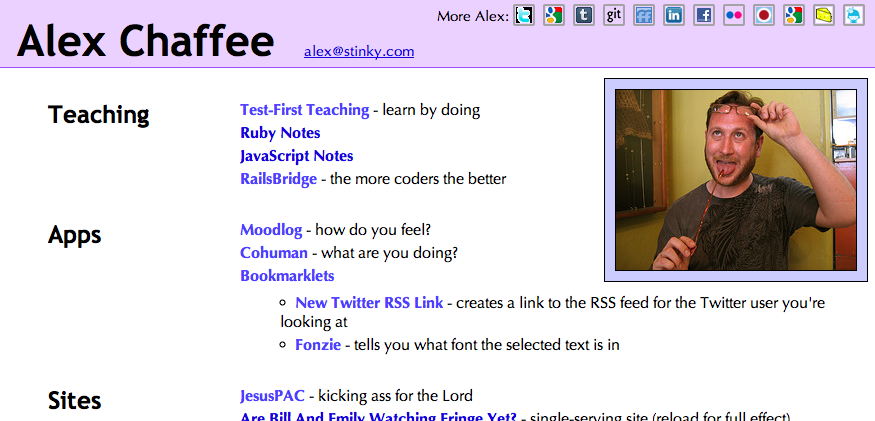 More Alex:
git
ff
in
f
Alex Chaffee
alex@stinky.com
Teaching
Test-First Teaching - learn by doing
Ruby Notes
JavaScript Notes
RailsBridge - the more coders the better
Apps
Moodlog - how do you feel?
Cohuman - what are you doing?
Bookmarklets
New Twitter RSS Link - creates a link to the RSS feed for the Twitter user you're
looking at
Fonzie - tells you what font the selected text is in
Sites
JesusPAC - kicking ass for the Lord
Are Bill And Emily Watching Fringe Yet? - single-serving site (reload for full effect)